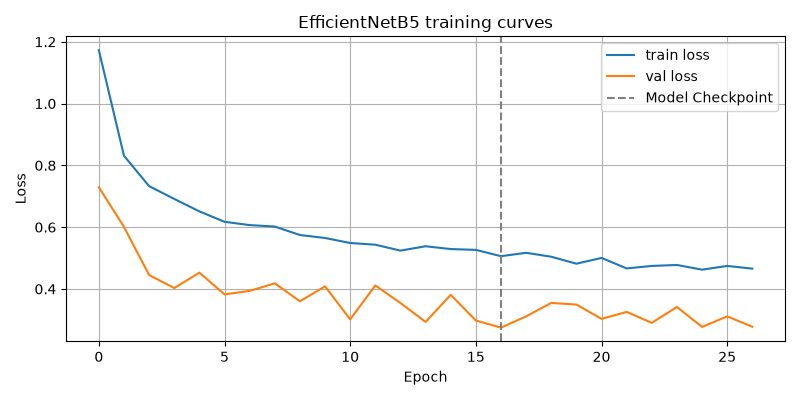 EfficientNetB5 training curves
train loss
val loss
Model Checkpoint
Loss
1.2
1.0
0.8
0.6
0.4
0 5 10 15 20 25
Epoch